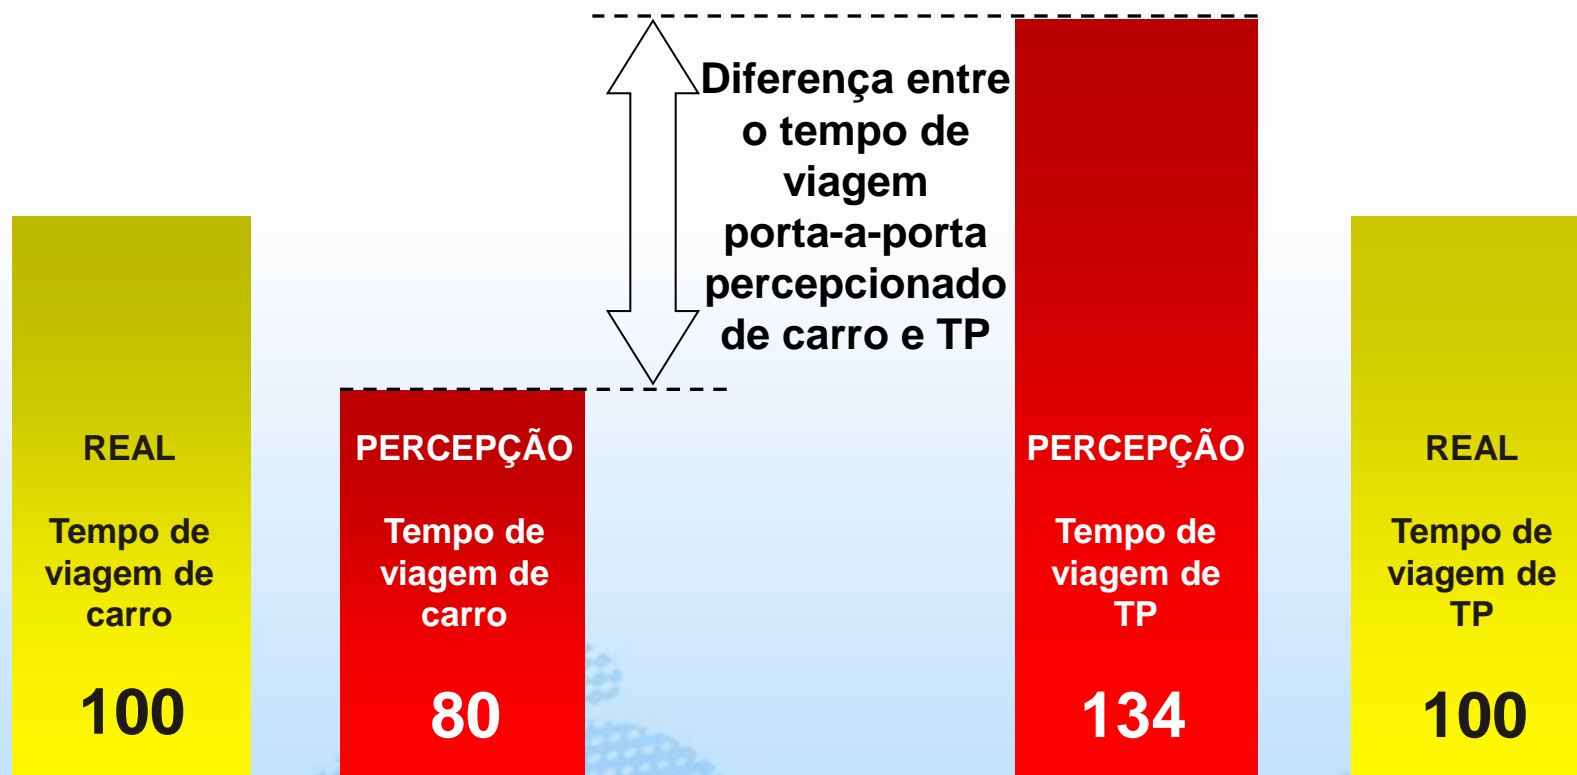 Diferença entre
o tempo de
viagem
porta-a-porta
percepcionado
de carro e TP
REAL
Tempo de
viagem de
carro
100
PERCEPÇÃO
Tempo de
viagem de
carro
80
PERCEPÇÃO
Tempo de
viagem de
TP
134
REAL
Tempo de
viagem de
TP
100